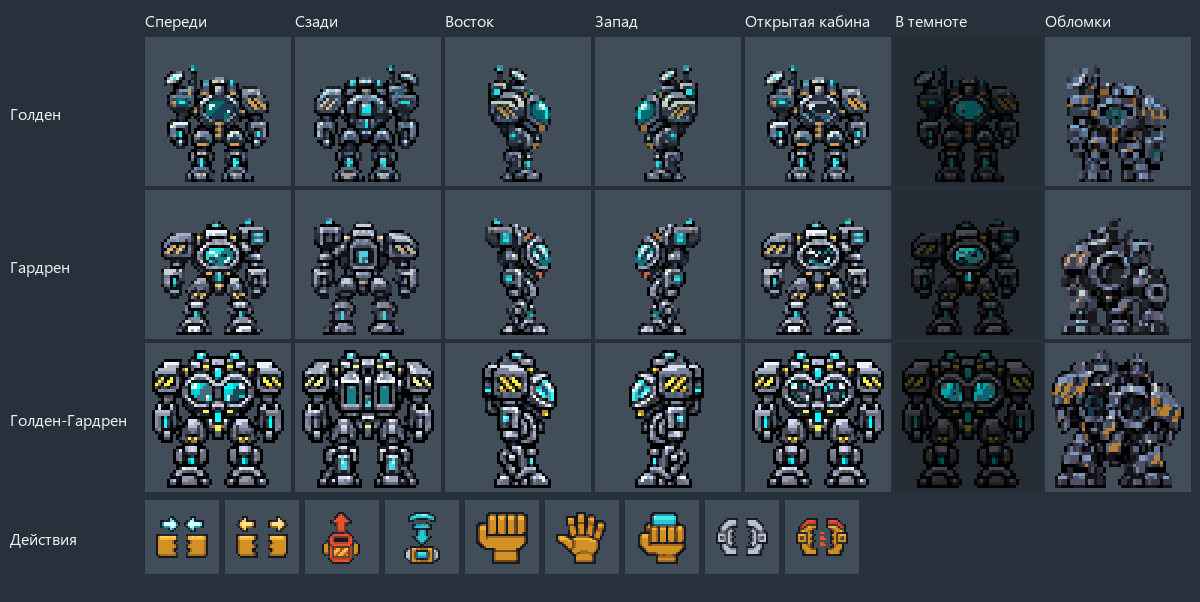 Спереди Сзади Восток Запад Открытая кабина В темноте Обломки
Голден
Гардрен
Голден-Гардрен
Действия